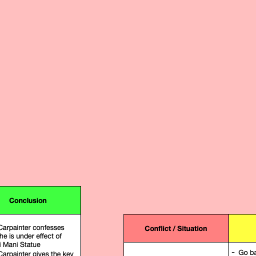 Conclusion
Carpainter confesses
he is under effect of
Mani Statue
Carpainter gives the key
Conflict / Situation
- Go ba